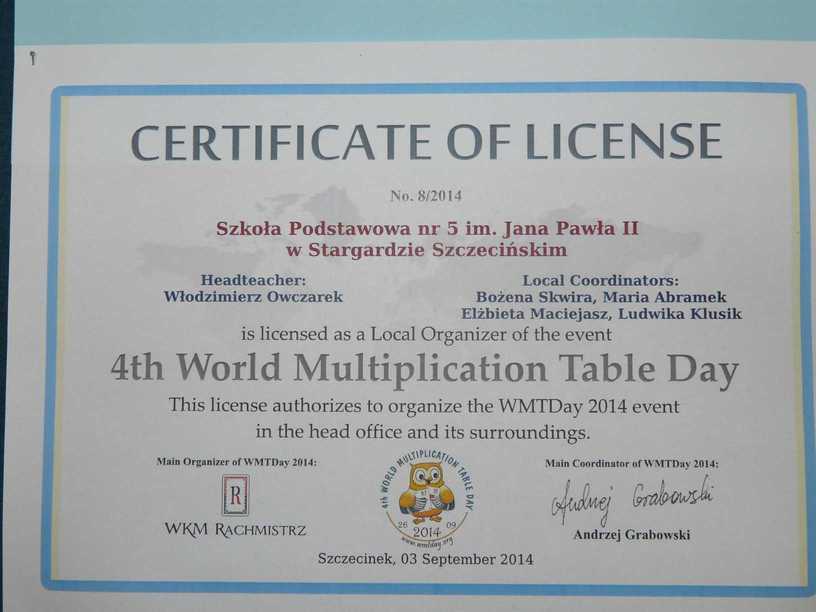 CERTIFICATE OF LICENSE
No. 8/2014
Szkoła Podstawowa nr 5 im. Jana Pawła II
w Stargardzie Szczecińskim
Headteacher:
Włodzimierz Owczarek
Local Coordinators:
Bożena Skwira, Maria Abramek
Elżbieta Maciejasz, Ludwika Klusik
is licensed as a Local Organizer of the event
4th World Multiplication Table Day
This license authorizes to organize the WMTDay 2014 event
in the head office and its surroundings.
Main Organizer of WMTDay 2014:
R
WKM RACHMISTRZ
4th WORLD MULTIPLICATION TABLE DAY
26 09
2014
www.wmtday.org
Main Coordinator of WMTDay 2014:
Andrzej Grabowski
Andrzej Grabowski
Szczecinek, 03 September 2014